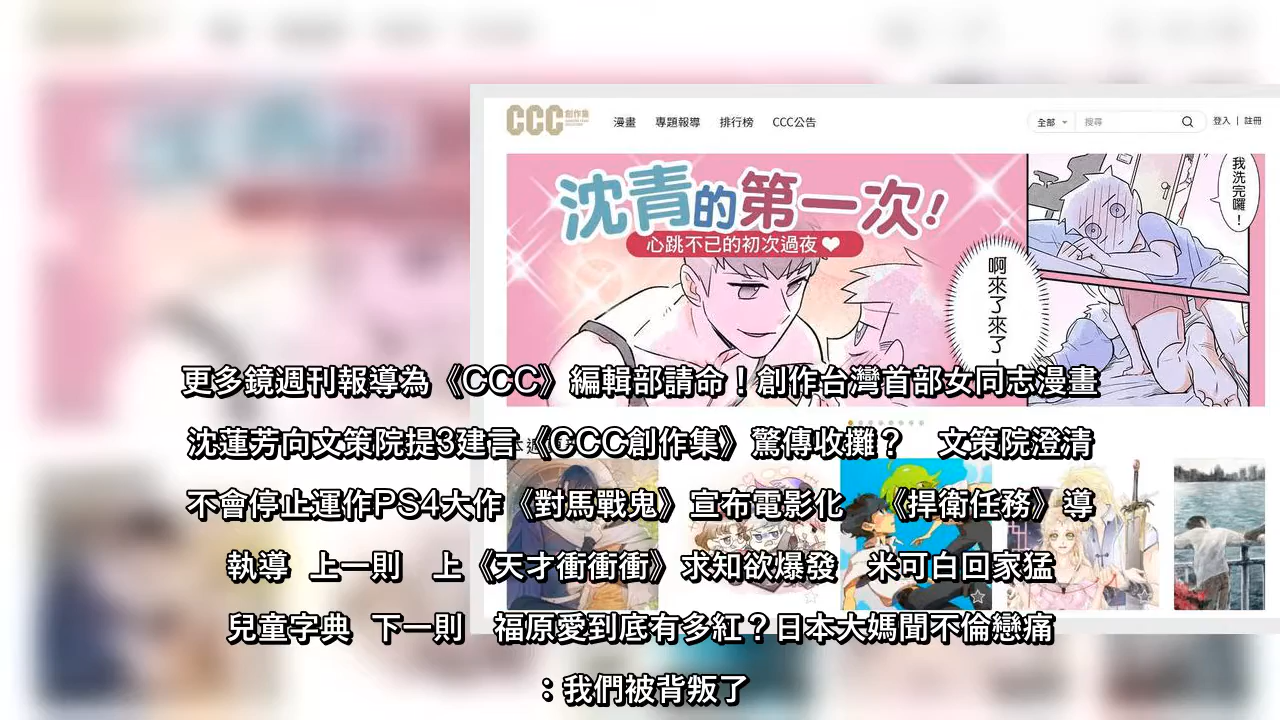 CCC創作集
漫畫
專題報導
排行榜
CCC公告
全部
搜尋
登入 | 註冊
沈青的第一次!
心跳不已的初次過夜
我洗完囉！
啊來了來了
更多鏡週刊報導為《CCC》編輯部請命！創作台灣首部女同志漫畫
沈蓮芳向文策院提3建言《CCC創作集》驚傳收攤？ 文策院澄清
不會停止運作PS4大作《對馬戰鬼》宣布電影化 《捍衛任務》導
執導 上一則 上《天才衝衝衝》求知欲爆發 米可白回家猛
兒童字典 下一則 福原愛到底有多紅？日本大媽聞不倫戀痛
：我們被背叛了